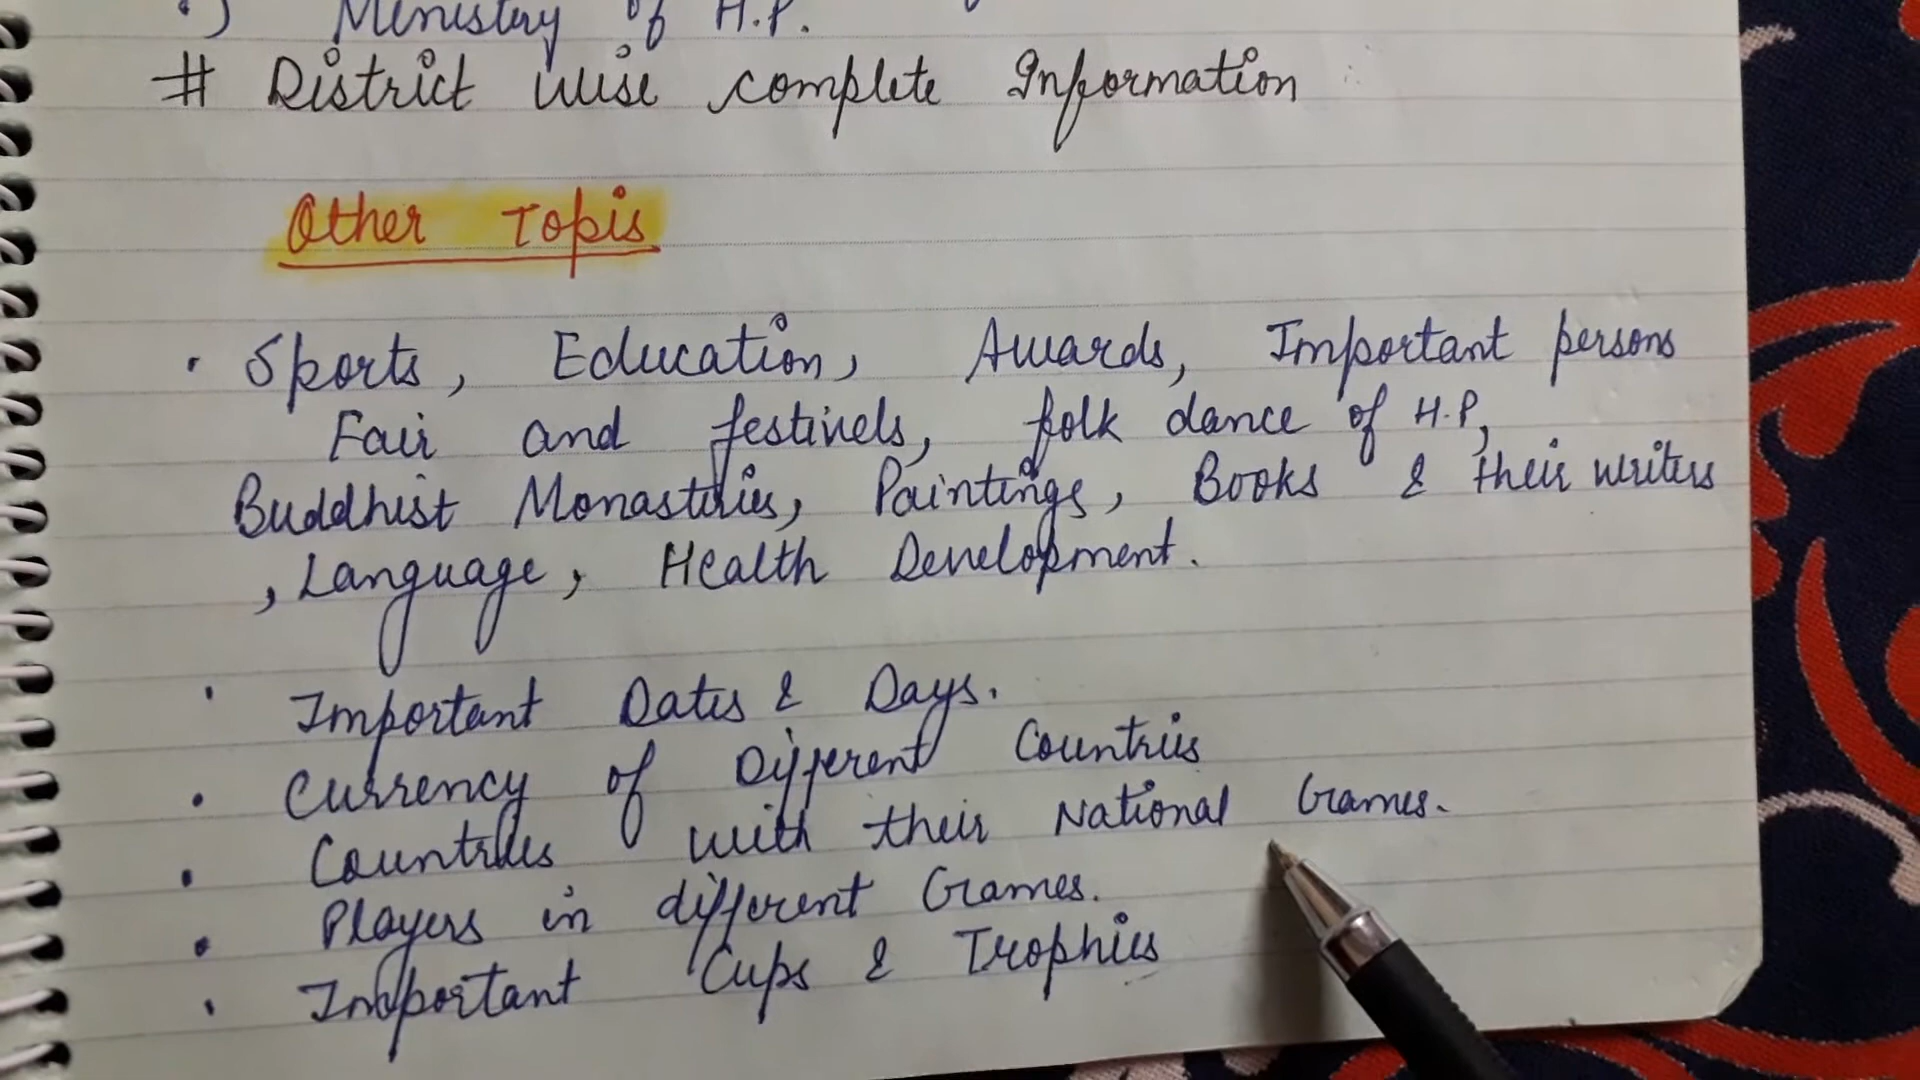 Ministry of H.P.
# District wise complete Information
Other Topis
. Sports, Education, Awards, Important persons
Fair and festivels, folk dance of H.P,
Buddhist Monasteries, Paintings, Books & their writers
, Language, Health Development.
. Important Dates & Days.
. Currency of Different Countries
. Countries with their National Games.
. Players in different Games.
. Important Cups & Trophies